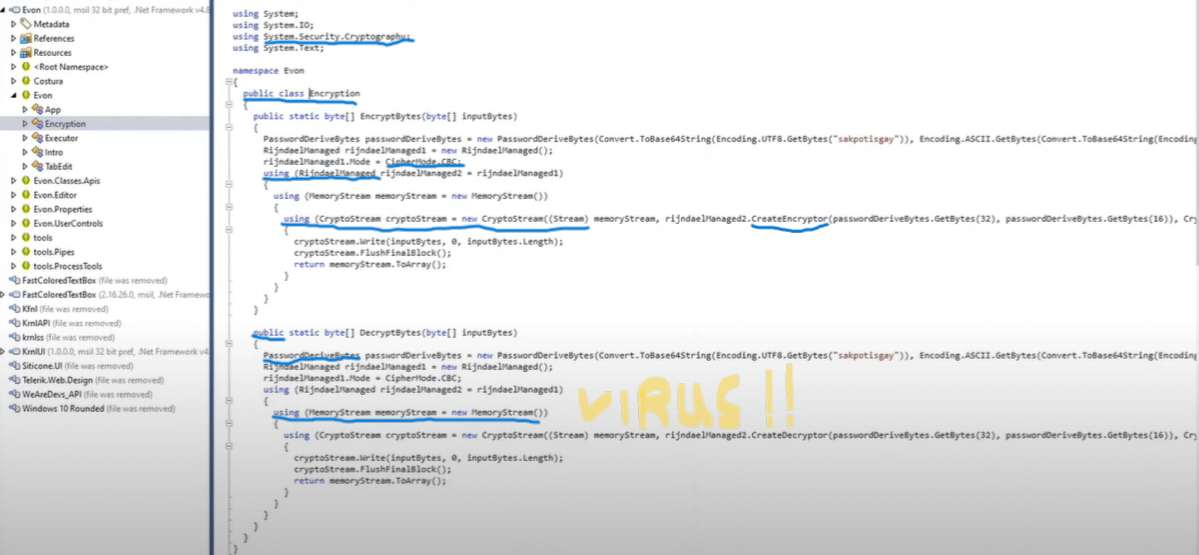 Evon (1.0.0.0, msil 32 bit pref, .Net Framework v4.8
Metadata
References
Resources
<Root Namespace>
Costura
Evon
App
Encryption
Executor
Intro
TabEdit
Evon.Classes.Apis
Evon.Editor
Evon.Properties
Evon.UserControls
tools
tools.Pipes
tools.ProcessTools
FastColoredTextBox (file was removed)
FastColoredTextBox (2.16.26.0, msil, .Net Framewo
Kfnl (file was removed)
KrnlAPI (file was removed)
krnlss (file was removed)
KrnlUI (1.0.0.0, msil 32 bit pref, .Net Framework v4.
Siticone.UI (file was removed)
Telerik.Web.Design (file was removed)
WeAreDevs_API (file was removed)
Windows 10 Rounded (file was removed)
using System;
using System.IO;
using System.Security.Cryptography;
using System.Text;
namespace Evon
{
public class Encryption
{
public static byte[] EncryptBytes(byte[] inputBytes)
{
PasswordDeriveBytes passwordDeriveBytes = new PasswordDeriveBytes(Convert.ToBase64String(Encoding.UTF8.GetBytes("sakpotisgay")), Encoding.ASCII.GetBytes(Convert.ToBase64String(Encoding
RijndaelManaged rijndaelManaged1 = new RijndaelManaged();
rijndaelManaged1.Mode = CipherMode.CBC;
using (RijndaelManaged rijndaelManaged2 = rijndaelManaged1)
{
using (MemoryStream memoryStream = new MemoryStream())
{
using (CryptoStream cryptoStream = new CryptoStream((Stream) memoryStream, rijndaelManaged2.CreateEncryptor(passwordDeriveBytes.GetBytes(32), passwordDeriveBytes.GetBytes(16)), Cr
{
cryptoStream.Write(inputBytes, 0, inputBytes.Length);
cryptoStream.FlushFinalBlock();
return memoryStream.ToArray();
}
}
}
}
public static byte[] DecryptBytes(byte[] inputBytes)
{
PasswordDeriveBytes passwordDeriveBytes = new PasswordDeriveBytes(Convert.ToBase64String(Encoding.UTF8.GetBytes("sakpotisgay")), Encoding.ASCII.GetBytes(Convert.ToBase64String(Encoding
RijndaelManaged rijndaelManaged1 = new RijndaelManaged();
rijndaelManaged1.Mode = CipherMode.CBC;
using (RijndaelManaged rijndaelManaged2 = rijndaelManaged1)
{
using (MemoryStream memoryStream = new MemoryStream())
{
using (CryptoStream cryptoStream = new CryptoStream((Stream) memoryStream, rijndaelManaged2.CreateDecryptor(passwordDeriveBytes.GetBytes(32), passwordDeriveBytes.GetBytes(16)), Cr
{
cryptoStream.Write(inputBytes, 0, inputBytes.Length);
cryptoStream.FlushFinalBlock();
return memoryStream.ToArray();
}
}
}
}
}
}
VIRUS!!